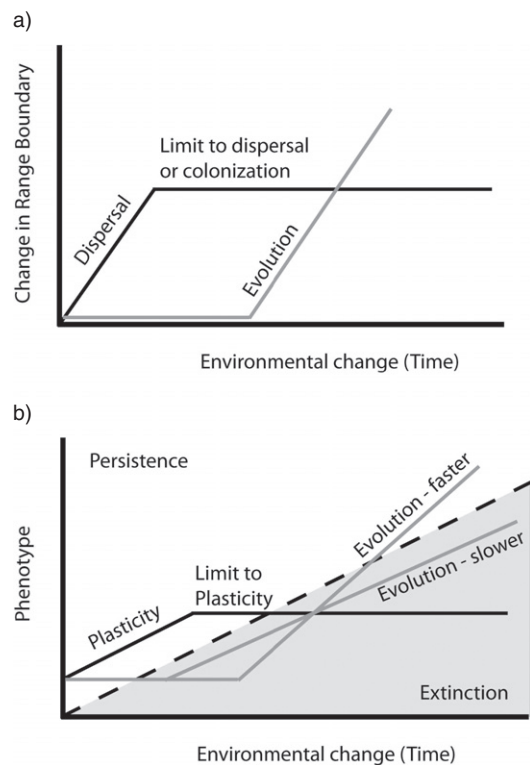 a)
Change in Range Boundary
Limit to dispersal
or colonization
Dispersal
Evolution
Environmental change (Time)
b)
Phenotype
Persistence
Evolution - faster
Limit to
Plasticity
Plasticity
Evolution - slower
Extinction
Environmental change (Time)